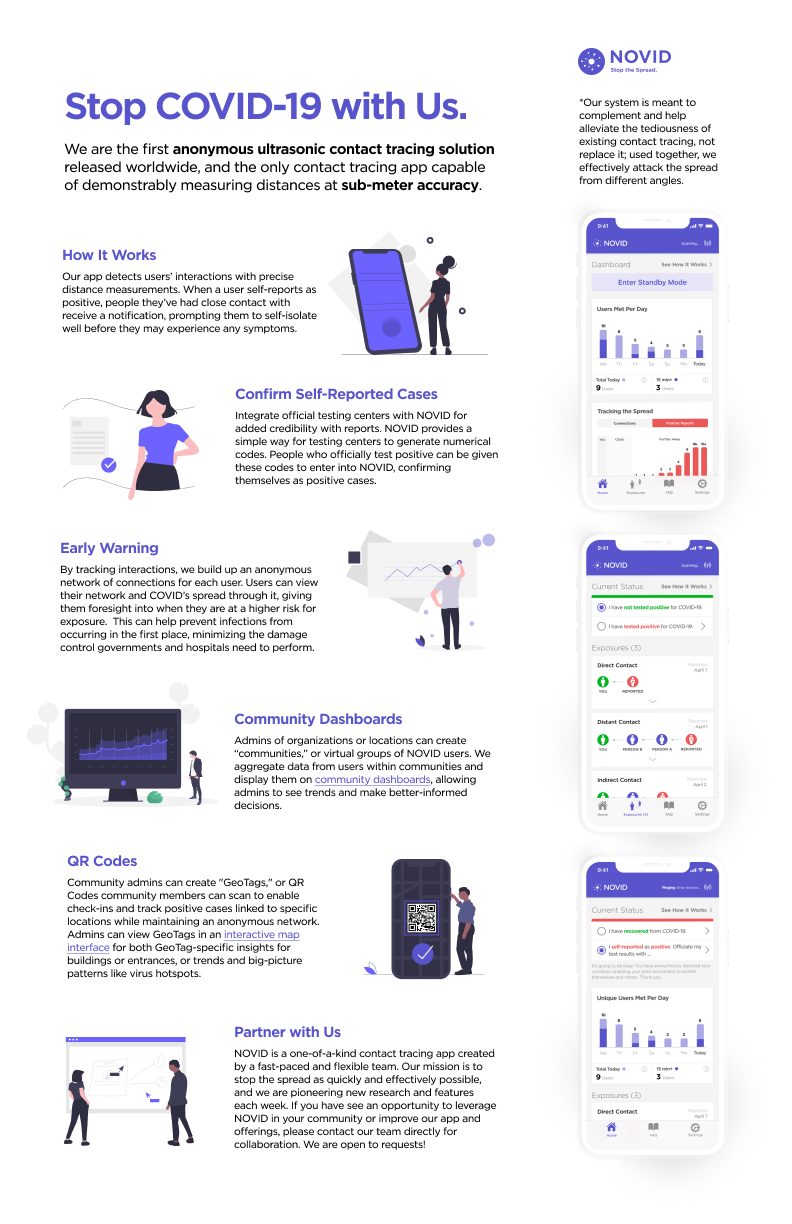 NOVID
Stop the Spread.
Stop COVID-19 with Us.
We are the first anonymous ultrasonic contact tracing solution
released worldwide, and the only contact tracing app capable
of demonstrably measuring distances at sub-meter accuracy.
*Our system is meant to
complement and help
alleviate the tediousness of
existing contact tracing, not
replace it; used together, we
effectively attack the spread
from different angles.
How It Works
Our app detects users' interactions with precise
distance measurements. When a user self-reports as
positive, people they've had close contact with
receive a notification, prompting them to self-isolate
well before they may experience any symptoms.
Confirm Self-Reported Cases
Integrate official testing centers with NOVID for
added credibility with reports. NOVID provides a
simple way for testing centers to generate numerical
codes. People who officially test positive can be given
these codes to enter into NOVID, confirming
themselves as positive cases.
Early Warning
By tracking interactions, we build up an anonymous
network of connections for each user. Users can view
their network and COVID's spread through it, giving
them foresight into when they are at a higher risk for
exposure.  This can help prevent infections from
occurring in the first place, minimizing the damage
control governments and hospitals need to perform.
Community Dashboards
Admins of organizations or locations can create
“communities,” or virtual groups of NOVID users. We
aggregate data from users within communities and
display them on community dashboards, allowing
admins to see trends and make better-informed
decisions.
QR Codes
Community admins can create "GeoTags," or QR
Codes community members can scan to enable
check-ins and track positive cases linked to specific
locations while maintaining an anonymous network.
Admins can view GeoTags in an interactive map
interface for both GeoTag-specific insights for
buildings or entrances, or trends and big-picture
patterns like virus hotspots.
Partner with Us
NOVID is a one-of-a-kind contact tracing app created
by a fast-paced and flexible team. Our mission is to
stop the spread as quickly and effectively possible,
and we are pioneering new research and features
each week. If you have see an opportunity to leverage
NOVID in your community or improve our app and
offerings, please contact our team directly for
collaboration. We are open to requests!
9:41
NOVID
Scanning...
Dashboard
See How It Works
Enter Standby Mode
Users Met Per Day
10 8 5 4 3 3 9
We Th Fr Sa Su Mo Today
Total Today
9 Users
15 min+
3 Users
Tracking the Spread
Connections
Positive Reports
You
Close
Further Away
Home
Exposures
FAQ
Settings
9:41
NOVID
Scanning...
Current Status
See How It Works
I have not tested positive for COVID-19.
I have tested positive for COVID-19.
Exposures (3)
Direct Contact
Reported
April 7
YOU
REPORTED
Distant Contact
Reported
April 1
YOU
PERSON B
PERSON A
REPORTED
Indirect Contact
Reported
April 2
Home
Exposures (3)
FAQ
Settings
9:41
NOVID
Pinging other devices...
Current Status
See How It Works
I have recovered from COVID-19.
I self-reported as positive. Officiate my
test results with ...
It's going to be okay. You have anonymously reported your
condition, enabling your prior encounters to protect
themselves and others. Thank you.
Unique Users Met Per Day
10 8 5 4 3 3 9
We Th Fr Sa Su Mo Today
Total Today
9 Users
15 min+
3 Users
Exposures (3)
Direct Contact
Reported
April 7
Home
FAQ
Settings